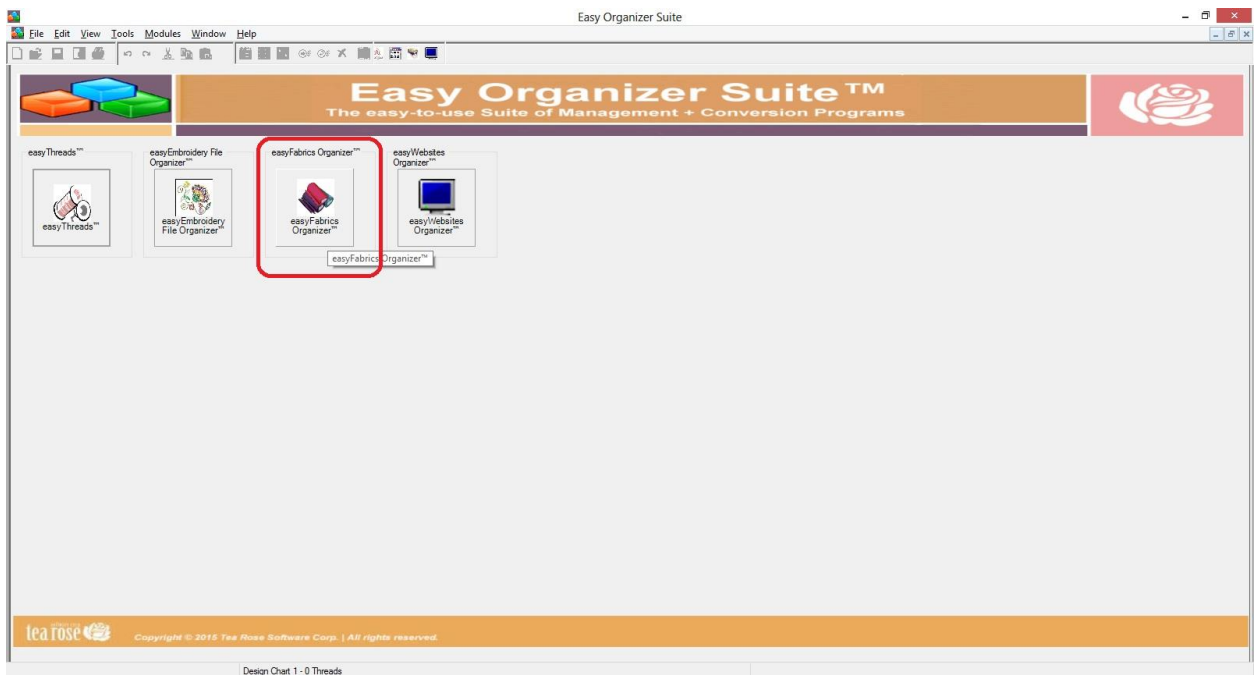 Easy Organizer Suite
File Edit View Tools Modules Window Help
Easy Organizer Suite™
The easy-to-use Suite of Management + Conversion Programs
easyThreads™
easyThreads™
easyEmbroidery File
Organizer™
easyEmbroidery
File Organizer™
easyFabrics Organizer™
easyFabrics
Organizer™
easyWebsites
Organizer™
easyWebsites
Organizer™
easyFabrics Organizer™
tea rose
Copyright © 2015 Tea Rose Software Corp. | All rights reserved.
Design Chart 1 - 0 Threads